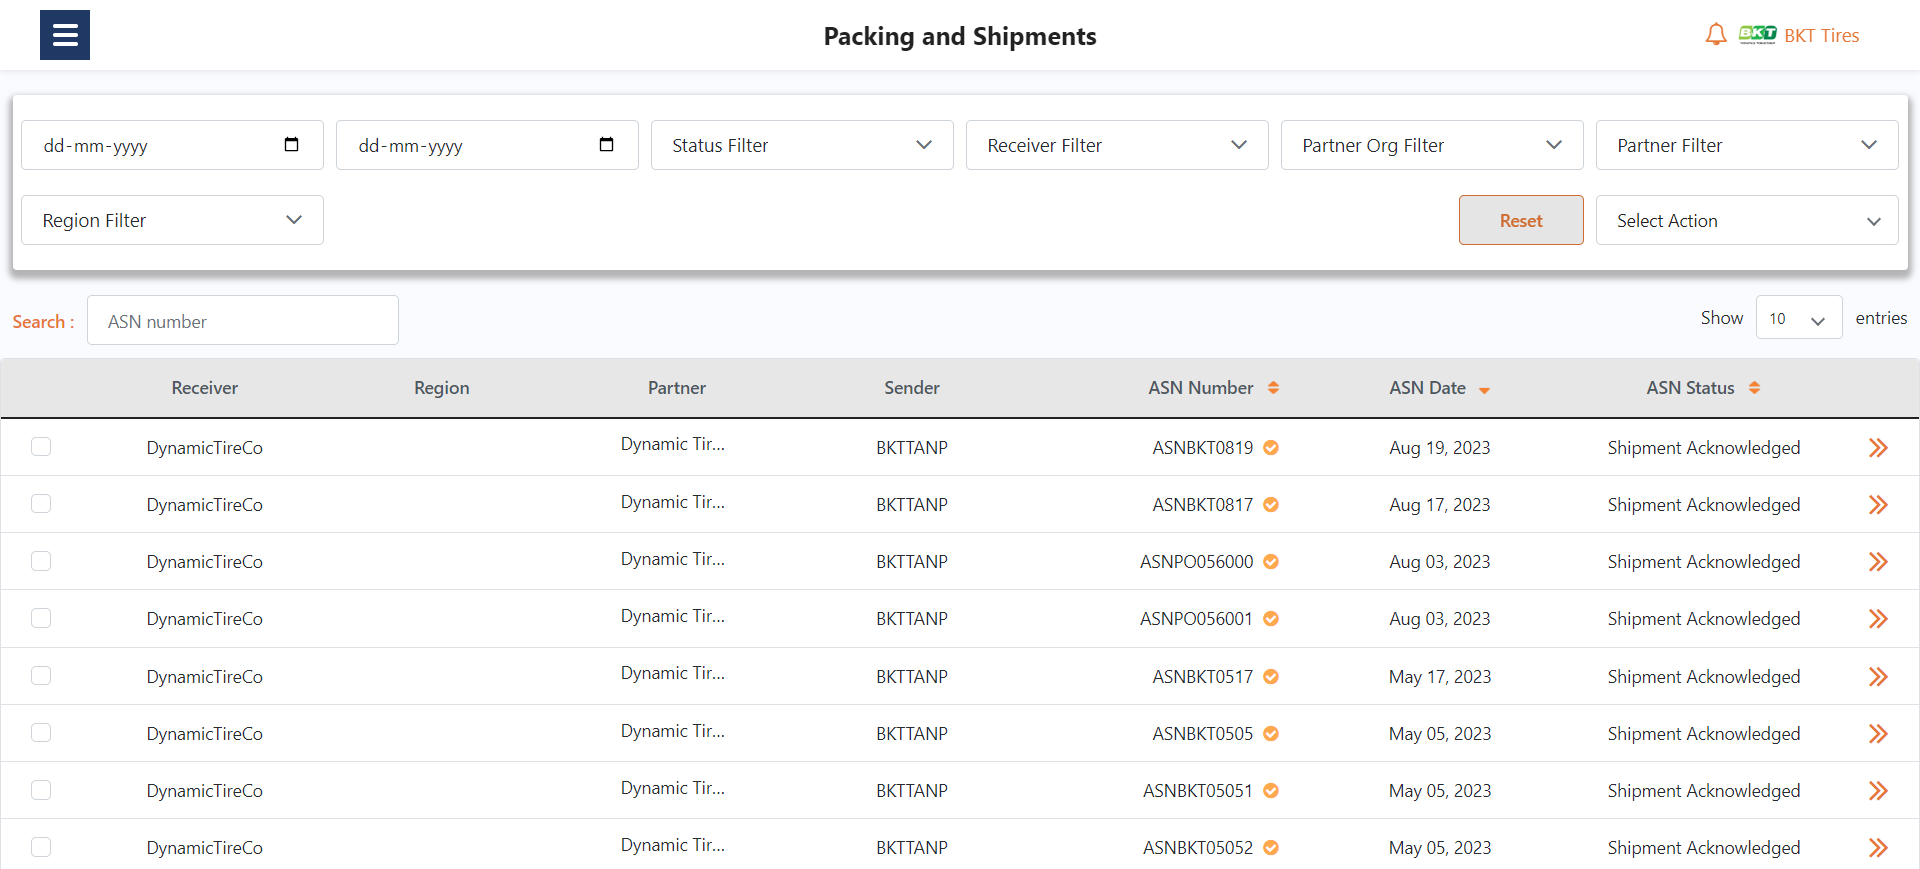 Packing and Shipments
BKT BKT Tires
dd-mm-yyyy dd-mm-yyyy Status Filter Receiver Filter Partner Org Filter Partner Filter
Region Filter Reset Select Action
Search : ASN number Show 10 entries
Receiver Region Partner Sender ASN Number ASN Date ASN Status
DynamicTireCo Dynamic Tir... BKTTANP ASNBKT0819 Aug 19, 2023 Shipment Acknowledged
DynamicTireCo Dynamic Tir... BKTTANP ASNBKT0817 Aug 17, 2023 Shipment Acknowledged
DynamicTireCo Dynamic Tir... BKTTANP ASNPO056000 Aug 03, 2023 Shipment Acknowledged
DynamicTireCo Dynamic Tir... BKTTANP ASNPO056001 Aug 03, 2023 Shipment Acknowledged
DynamicTireCo Dynamic Tir... BKTTANP ASNBKT0517 May 17, 2023 Shipment Acknowledged
DynamicTireCo Dynamic Tir... BKTTANP ASNBKT0505 May 05, 2023 Shipment Acknowledged
DynamicTireCo Dynamic Tir... BKTTANP ASNBKT05051 May 05, 2023 Shipment Acknowledged
DynamicTireCo Dynamic Tir... BKTTANP ASNBKT05052 May 05, 2023 Shipment Acknowledged